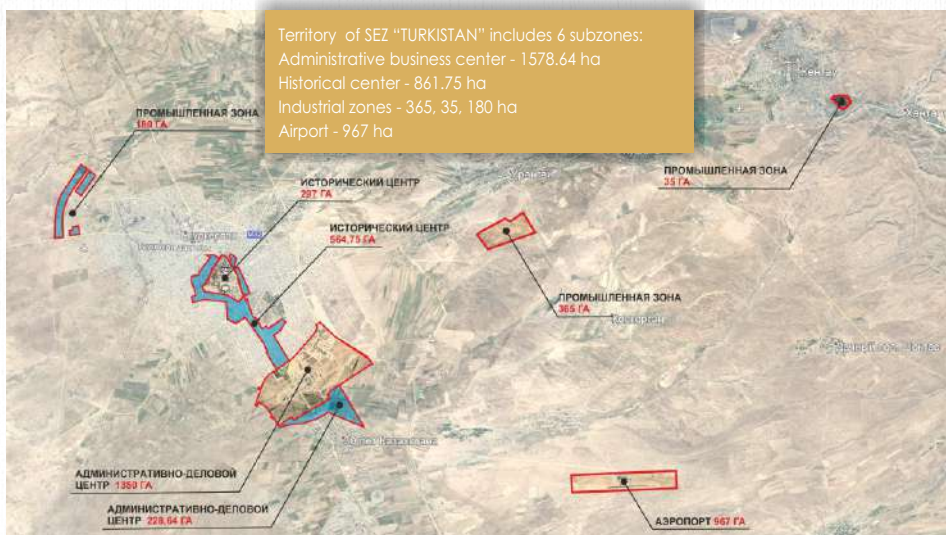 Territory of SEZ “TURKISTAN” includes 6 subzones:
Administrative business center - 1578.64 ha
Historical center - 861.75 ha
Industrial zones - 365, 35, 180 ha
Airport - 967 ha
Кентау
ПРОМЫШЛЕННАЯ ЗОНА
180 ГА
ПРОМЫШЛЕННАЯ ЗОНА
35 ГА
ИСТОРИЧЕСКИЙ ЦЕНТР
297 ГА
ИСТОРИЧЕСКИЙ ЦЕНТР
564,75 ГА
ПРОМЫШЛЕННАЯ ЗОНА
365 ГА
АДМИНИСТРАТИВНО-ДЕЛОВОЙ
ЦЕНТР 1350 ГА
АДМИНИСТРАТИВНО-ДЕЛОВОЙ
ЦЕНТР 228,64 ГА
АЭРОПОРТ 967 ГА